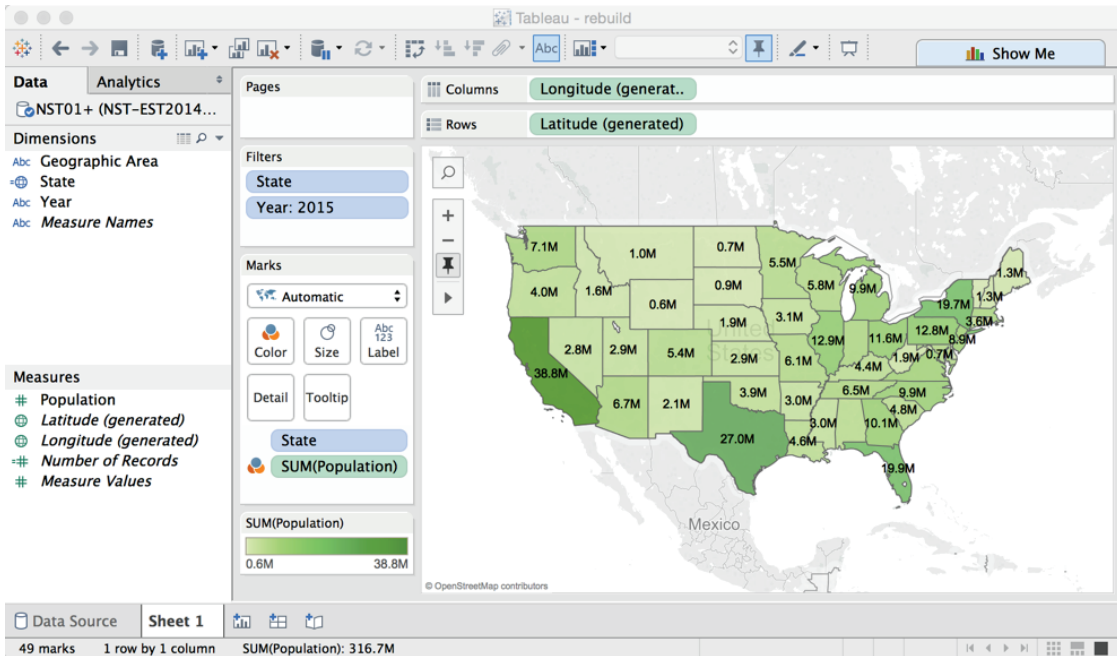 Tableau - rebuild
Abc
Show Me
Data
Analytics
NST01+ (NST-EST2014...
Dimensions
Abc Geographic Area
State
Abc Year
Abc Measure Names
Measures
# Population
Latitude (generated)
Longitude (generated)
=# Number of Records
# Measure Values
Pages
Filters
State
Year: 2015
Marks
Automatic
Color
Size
Abc
123
Label
Detail
Tooltip
State
SUM(Population)
SUM(Population)
0.6M 38.8M
Columns
Longitude (generat..
Rows
Latitude (generated)
7.1M
1.0M
0.7M
5.5M
1.3M
4.0M
1.6M
0.9M
5.8M
9.9M
0.6M
19.7M
1.3M
1.9M
3.1M
3.6M
12.8M
8.9M
United
States
2.8M
2.9M
5.4M
2.9M
12.9M
11.6M
0.7M
38.8M
6.1M
4.4M
1.9M
6.7M
2.1M
3.9M
3.0M
6.5M
9.9M
4.8M
27.0M
3.0M
10.1M
4.6M
19.9M
Mexico
© OpenStreetMap contributors
Data Source
Sheet 1
49 marks 1 row by 1 column SUM(Population): 316.7M